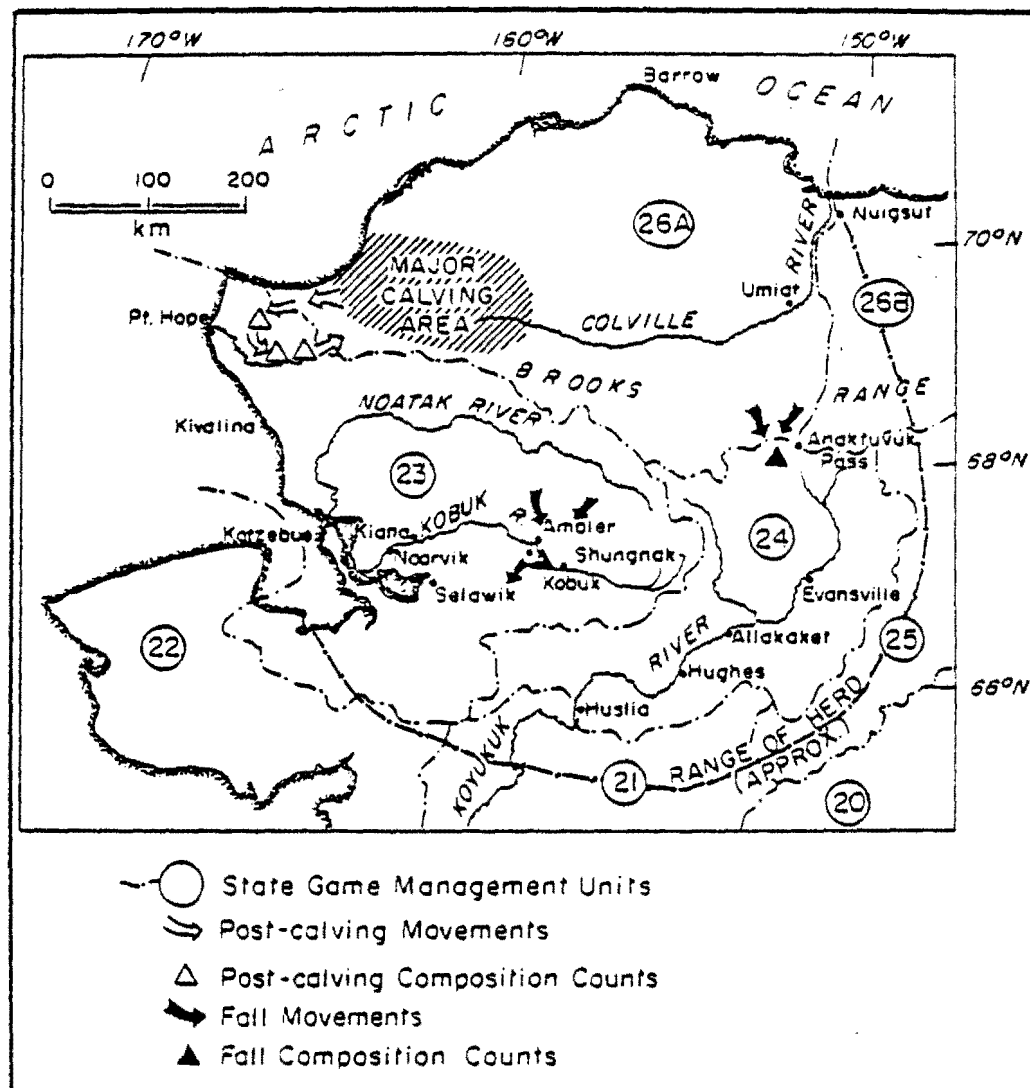 170°W 160°W 150°W
Barrow
ARCTIC OCEAN
0 100 200
km
26A
Nuigsut
70°N
MAJOR
CALVING
AREA
RIVER
Umiat
26B
Pt. Hope
COLVILLE
BROOKS RANGE
NOATAK RIVER
Kivalina
Anaktuvuk
Pass
68°N
23
Kotzebue
Kiana
KOBUK R.
Ambler
24
Noorvik
Shungnak
Selawik
Kobuk
Evansville
22
RIVER
Allakaket
25
Hughes
66°N
Huslia
KOYUKUK
RANGE OF HERD
(APPROX)
21
20
State Game Management Units
Post-calving Movements
Post-calving Composition Counts
Fall Movements
Fall Composition Counts